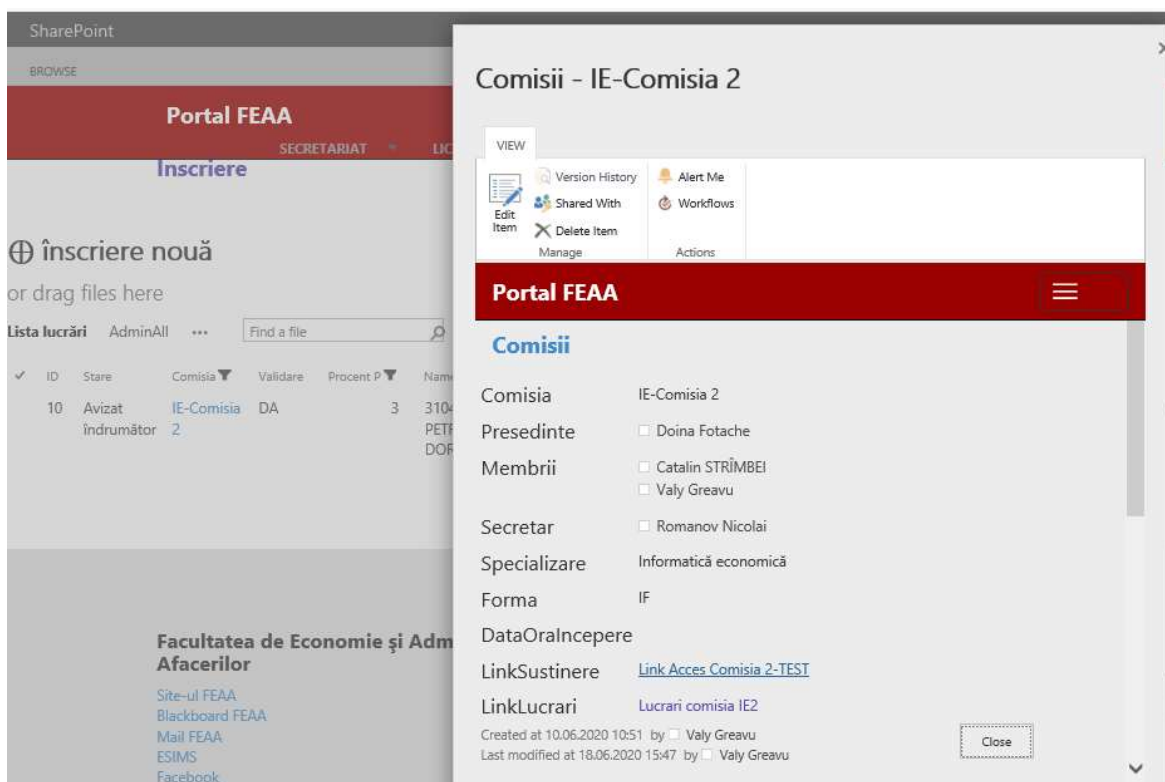 SharePoint
BROWSE
Portal FEAA
SECRETARIAT
Inscriere
înscriere nouă
or drag files here
Lista lucrări AdminAll ... Find a file
ID Stare Comisia Validare Procent P
10 Avizat îndrumător IE-Comisia 2 DA 3 3104
Facultatea de Economie și
Afacerilor
Site-ul FEAA
Blackboard FEAA
Mail FEAA
ESIMS
Facebook
Comisii - IE-Comisia 2
VIEW
Edit Item
Version History
Shared With
Delete Item
Manage
Alert Me
Workflows
Actions
Portal FEAA
Comisii
Comisia IE-Comisia 2
Presedinte Doina Fotache
Membrii Catalin STRÎMBEI
Valy Greavu
Secretar Romanov Nicolai
Specializare Informatică economică
Forma IF
DataOraIncepere
LinkSustinere Link Acces Comisia 2-TEST
LinkLucrari Lucrari comisia IE2
Created at 10.06.2020 10:51 by Valy Greavu
Last modified at 18.06.2020 15:47 by Valy Greavu
Close